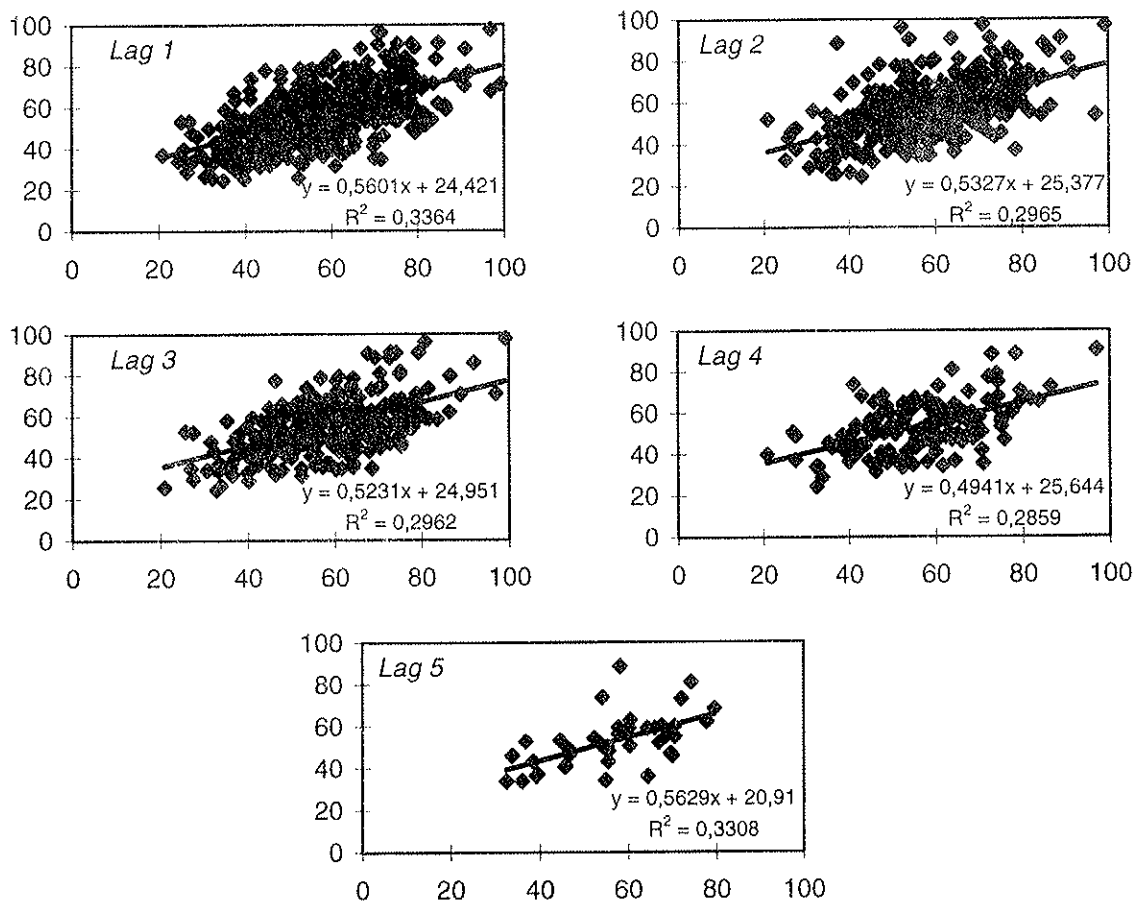 100
80
60
40
20
0
Lag 1
y = 0,5601x + 24,421
R² = 0,3364
0 20 40 60 80 100
100
80
60
40
20
0
Lag 2
y = 0,5327x + 25,377
R² = 0,2965
0 20 40 60 80 100
100
80
60
40
20
0
Lag 3
y = 0,5231x + 24,951
R² = 0,2962
0 20 40 60 80 100
100
80
60
40
20
0
Lag 4
y = 0,4941x + 25,644
R² = 0,2859
0 20 40 60 80 100
100
80
60
40
20
0
Lag 5
y = 0,5629x + 20,91
R² = 0,3308
0 20 40 60 80 100